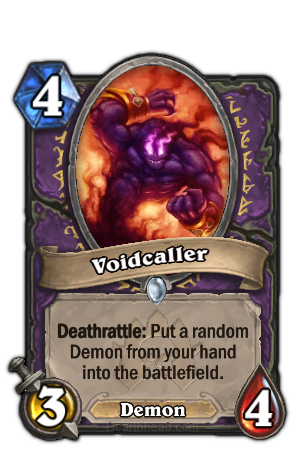 4
Voidcaller
Deathrattle: Put a random
Demon from your hand
into the battlefield.
3
Demon
4